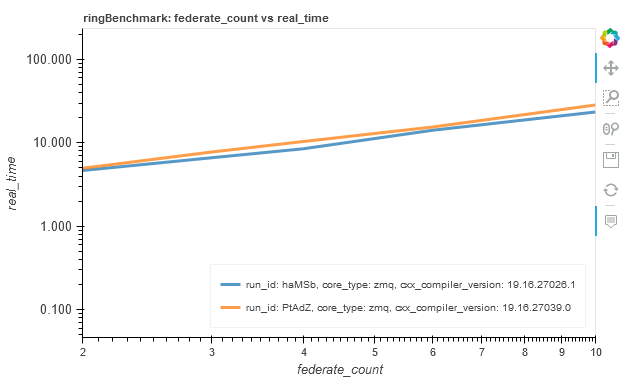 ringBenchmark: federate_count vs real_time
100.000
10.000
1.000
0.100
real_time
run_id: haMSb, core_type: zmq, cxx_compiler_version: 19.16.27026.1
run_id: PtAdZ, core_type: zmq, cxx_compiler_version: 19.16.27039.0
2 3 4 5 6 7 8 9 10
federate_count